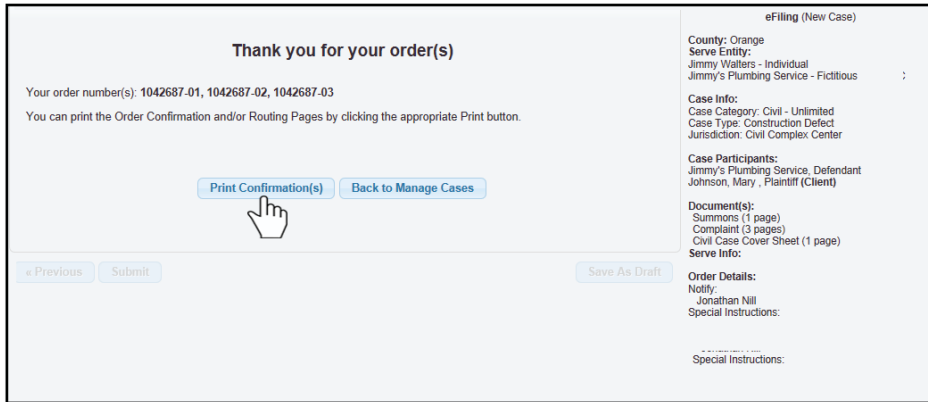 Thank you for your order(s)
Your order number(s): 1042687-01, 1042687-02, 1042687-03
You can print the Order Confirmation and/or Routing Pages by clicking the appropriate Print button.
Print Confirmation(s)
Back to Manage Cases
« Previous
Submit
Save As Draft
eFiling (New Case)
County: Orange
Serve Entity:
Jimmy Walters - Individual
Jimmy's Plumbing Service - Fictitious
Case Info:
Case Category: Civil - Unlimited
Case Type: Construction Defect
Jurisdiction: Civil Complex Center
Case Participants:
Jimmy's Plumbing Service, Defendant
Johnson, Mary , Plaintiff (Client)
Document(s):
Summons (1 page)
Complaint (3 pages)
Civil Case Cover Sheet (1 page)
Serve Info:
Order Details:
Notify:
Jonathan Nill
Special Instructions:
Special Instructions: